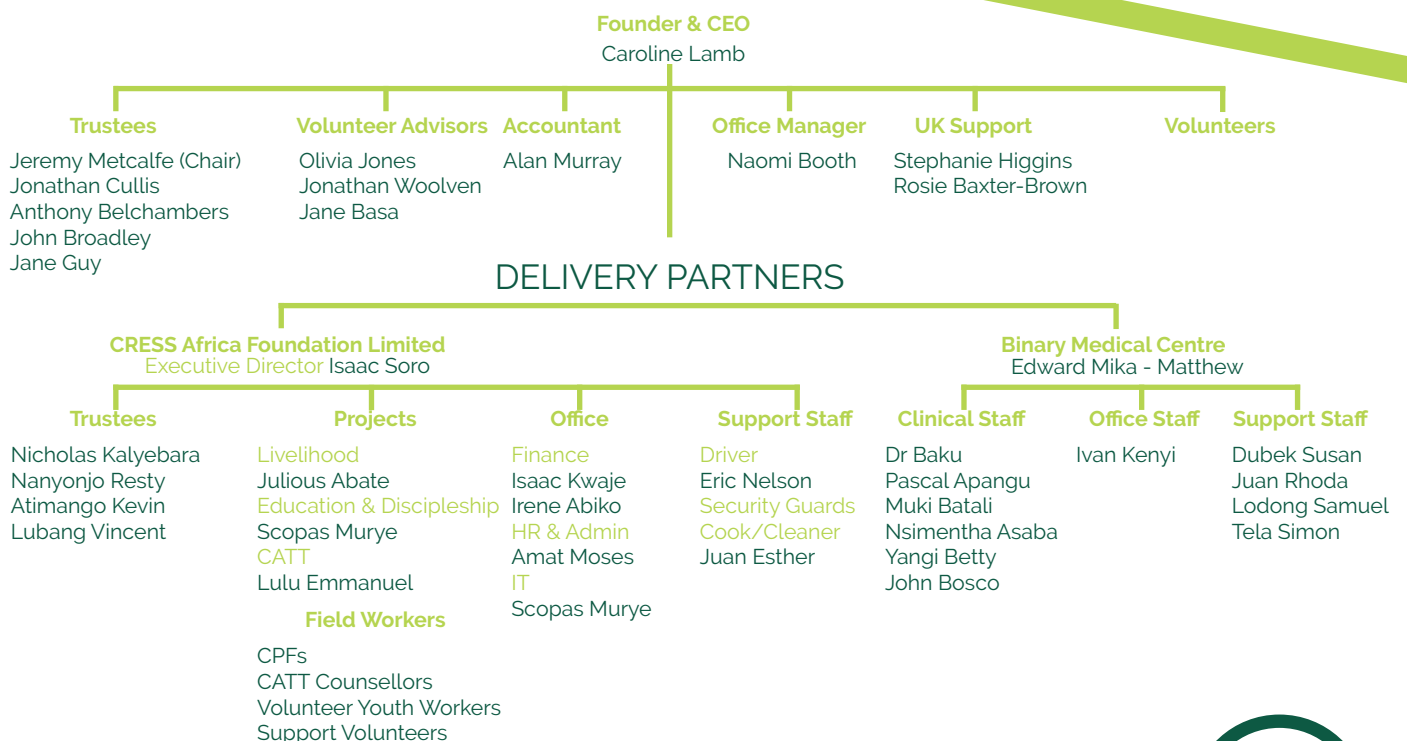 Founder & CEO
Caroline Lamb
Trustees
Jeremy Metcalfe (Chair)
Jonathan Cullis
Anthony Belchambers
John Broadley
Jane Guy
Volunteer Advisors
Olivia Jones
Jonathan Woolven
Jane Basa
Accountant
Alan Murray
Office Manager
Naomi Booth
UK Support
Stephanie Higgins
Rosie Baxter-Brown
Volunteers
DELIVERY PARTNERS
CRESS Africa Foundation Limited
Executive Director Isaac Soro
Trustees
Nicholas Kalyebara
Nanyonjo Resty
Atimango Kevin
Lubang Vincent
Projects
Livelihood
Julious Abate
Education & Discipleship
Scopas Murye
CATT
Lulu Emmanuel
Field Workers
CPFs
CATT Counsellors
Volunteer Youth Workers
Support Volunteers
Office
Finance
Isaac Kwaje
Irene Abiko
HR & Admin
Amat Moses
IT
Scopas Murye
Support Staff
Driver
Eric Nelson
Security Guards
Cook/Cleaner
Juan Esther
Binary Medical Centre
Edward Mika - Matthew
Clinical Staff
Dr Baku
Pascal Apangu
Muki Batali
Nsimentha Asaba
Yangi Betty
John Bosco
Office Staff
Ivan Kenyi
Support Staff
Dubek Susan
Juan Rhoda
Lodong Samuel
Tela Simon